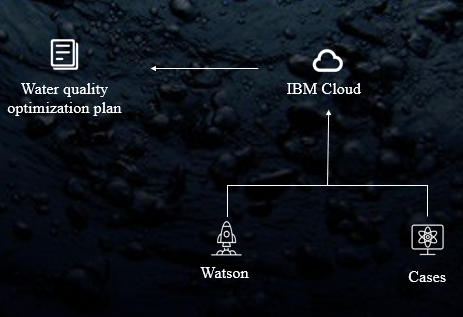 Water quality
optimization plan
IBM Cloud
Watson
Cases